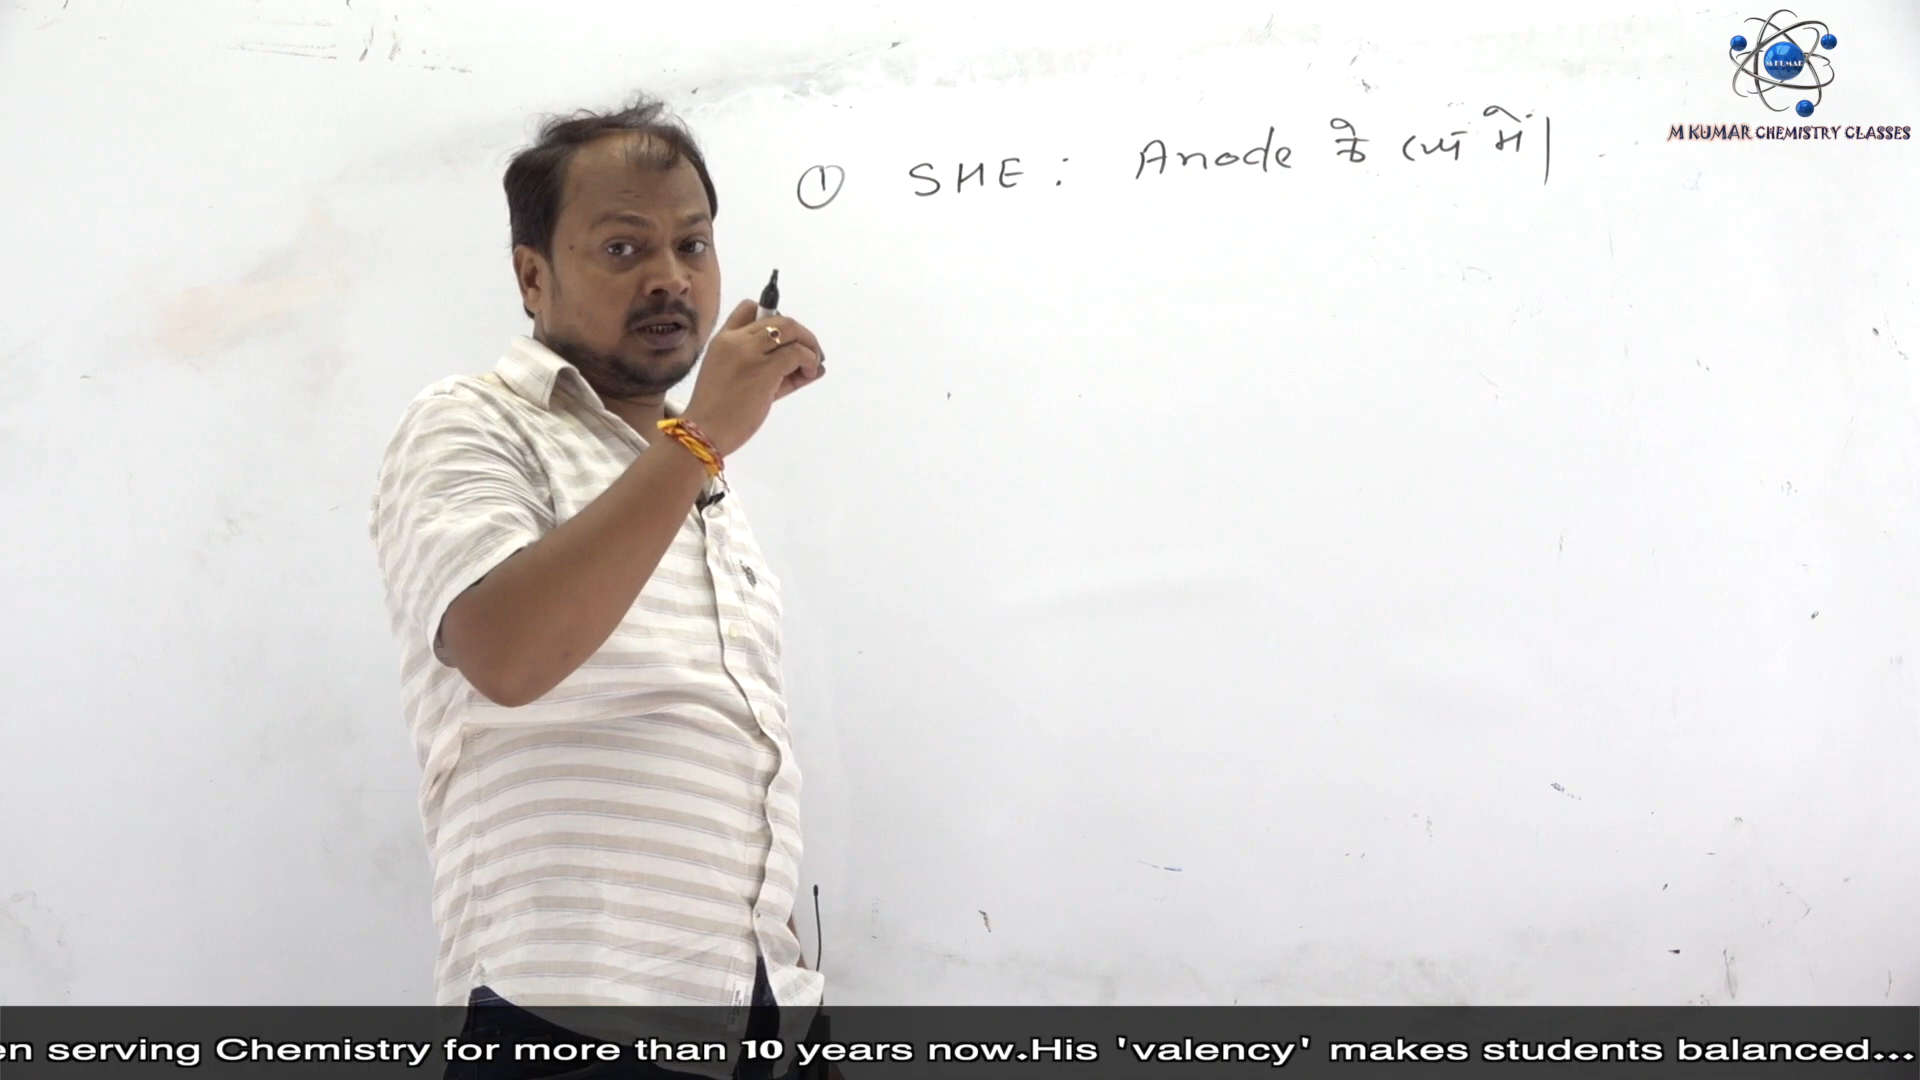 ① SHE : Anode के रूप में|
M KUMAR
M KUMAR CHEMISTRY CLASSES
en serving Chemistry for more than 10 years now.His 'valency' makes students balanced...